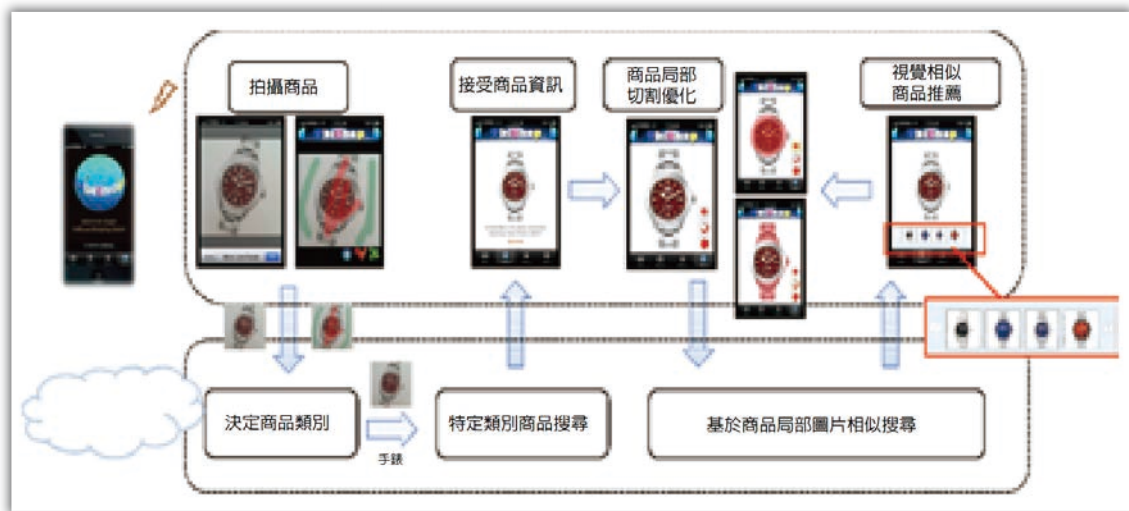 拍攝商品
接受商品資訊
商品局部
切割優化
視覺相似
商品推薦
決定商品類別
手錶
特定類別商品搜尋
基於商品局部圖片相似搜尋